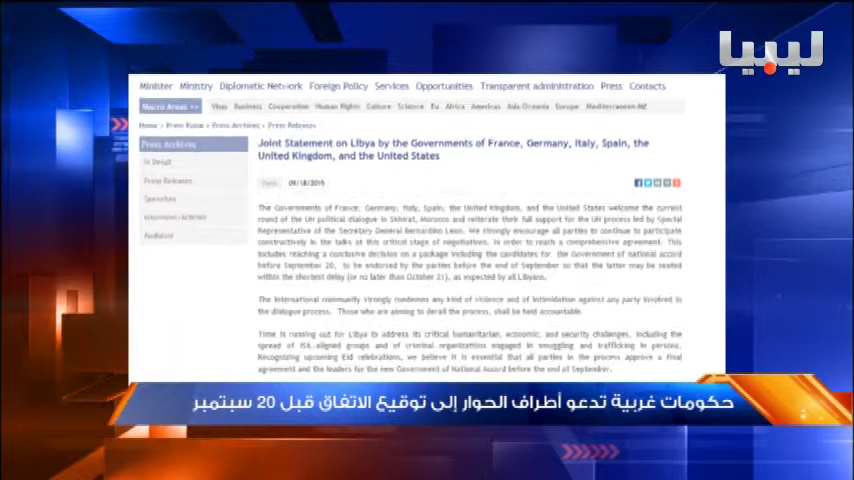 ليبيا
Minister Ministry Diplomatic Network Foreign Policy Services Opportunities Transparent administration Press Contacts
Macro Areas >> Visas Business Cooperation Human Rights Culture Science Eu Africa Americas Asia Oceania Europe Mediterranean-ME
Home > Press Room > Press Archives > Press Releases
Press Archives
In Detail
Press Releases
Speeches
Interviews/Articles
Audience
Joint Statement on Libya by the Governments of France, Germany, Italy, Spain, the
United Kingdom, and the United States
Date 09/18/2015
The Governments of France, Germany, Italy, Spain, the United Kingdom, and the United States welcome the current
round of the UN political dialogue in Skhirat, Morocco and reiterate their full support for the UN process led by Special
Representative of the Secretary General Bernardino Leon. We strongly encourage all parties to continue to participate
constructively in the talks at this critical stage of negotiations, in order to reach a comprehensive agreement. This
includes reaching a conclusive decision on a package including the candidates for the Government of national accord
before September 20, to be endorsed by the parties before the end of September so that the latter may be seated
within the shortest delay (or no later than October 21), as expected by all Libyans.
The international community strongly condemns any kind of violence and of intimidation against any party involved in
the dialogue process. Those who are aiming to derail the process, shall be held accountable.
Time is running out for Libya to address its critical humanitarian, economic, and security challenges, including the
spread of ISIL-aligned groups and of criminal organizations engaged in smuggling and trafficking in persons.
Recognizing upcoming Eid celebrations, we believe it is essential that all parties in the process approve a final
agreement and the leaders for the new Government of National Accord before the end of September.
حكومات غربية تدعو أطراف الحوار إلى توقيع الاتفاق قبل 20 سبتمبر